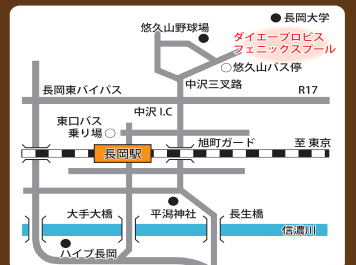 長岡大学
悠久山野球場
ダイエープロビス
フェニックスプール
悠久山バス停
中沢三叉路
長岡東バイパス
R17
中沢 I.C
東口バス
乗り場
旭町ガード
至 東京
長岡駅
大手大橋
平潟神社
長生橋
信濃川
ハイブ長岡